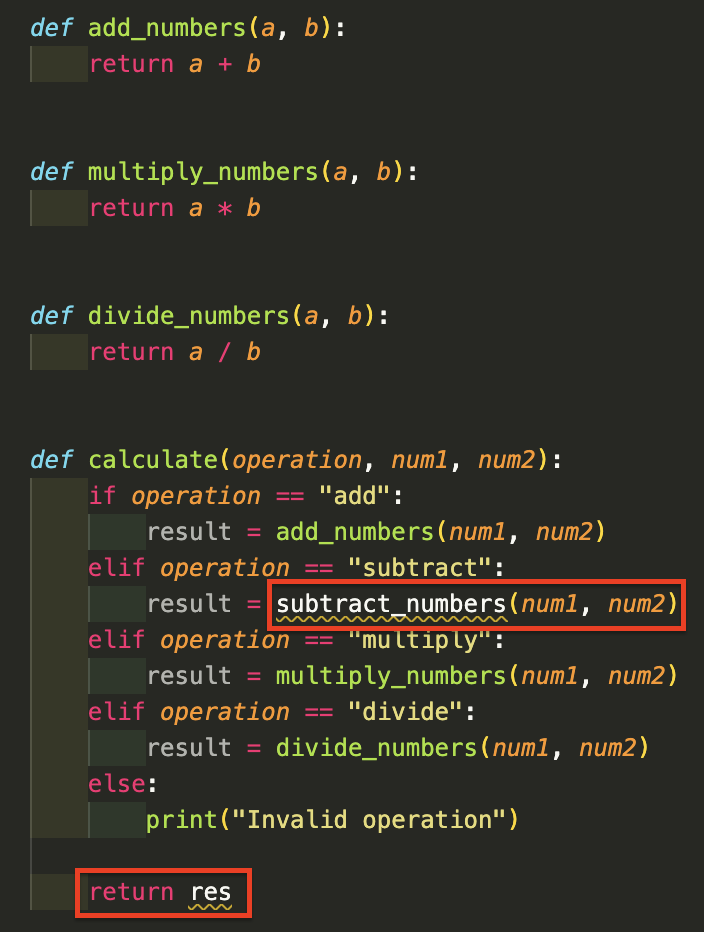 def add_numbers(a, b):
    return a + b
def multiply_numbers(a, b):
    return a * b
def divide_numbers(a, b):
    return a / b
def calculate(operation, num1, num2):
    if operation == "add":
        result = add_numbers(num1, num2)
    elif operation == "subtract":
        result = subtract_numbers(num1, num2)
    elif operation == "multiply":
        result = multiply_numbers(num1, num2)
    elif operation == "divide":
        result = divide_numbers(num1, num2)
    else:
        print("Invalid operation")
    return res